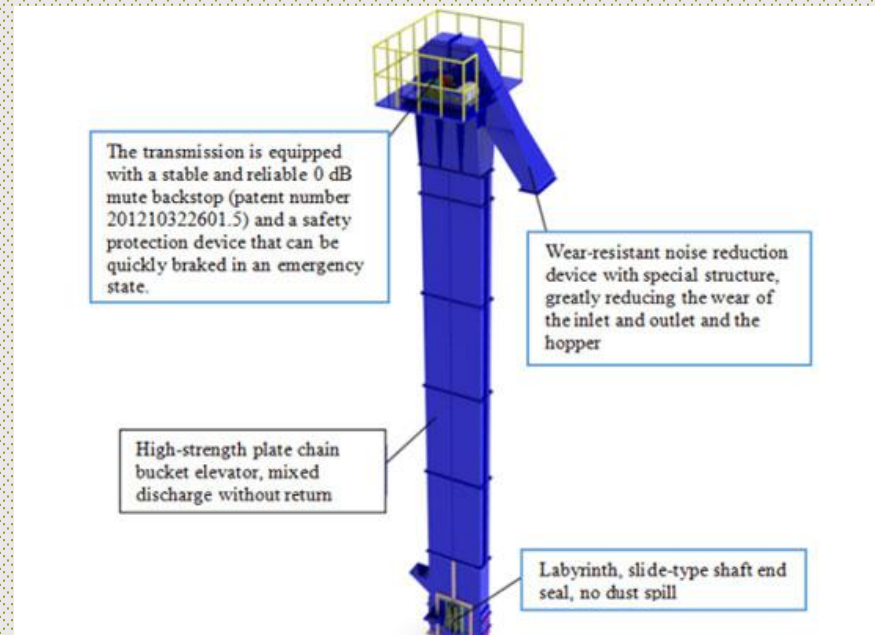 The transmission is equipped
with a stable and reliable 0 dB
mute backstop (patent number
201210322601.5) and a safety
protection device that can be
quickly braked in an emergency
state.
Wear-resistant noise reduction
device with special structure,
greatly reducing the wear of
the inlet and outlet and the
hopper
High-strength plate chain
bucket elevator, mixed
discharge without return
Labyrinth, slide-type shaft end
seal, no dust spill